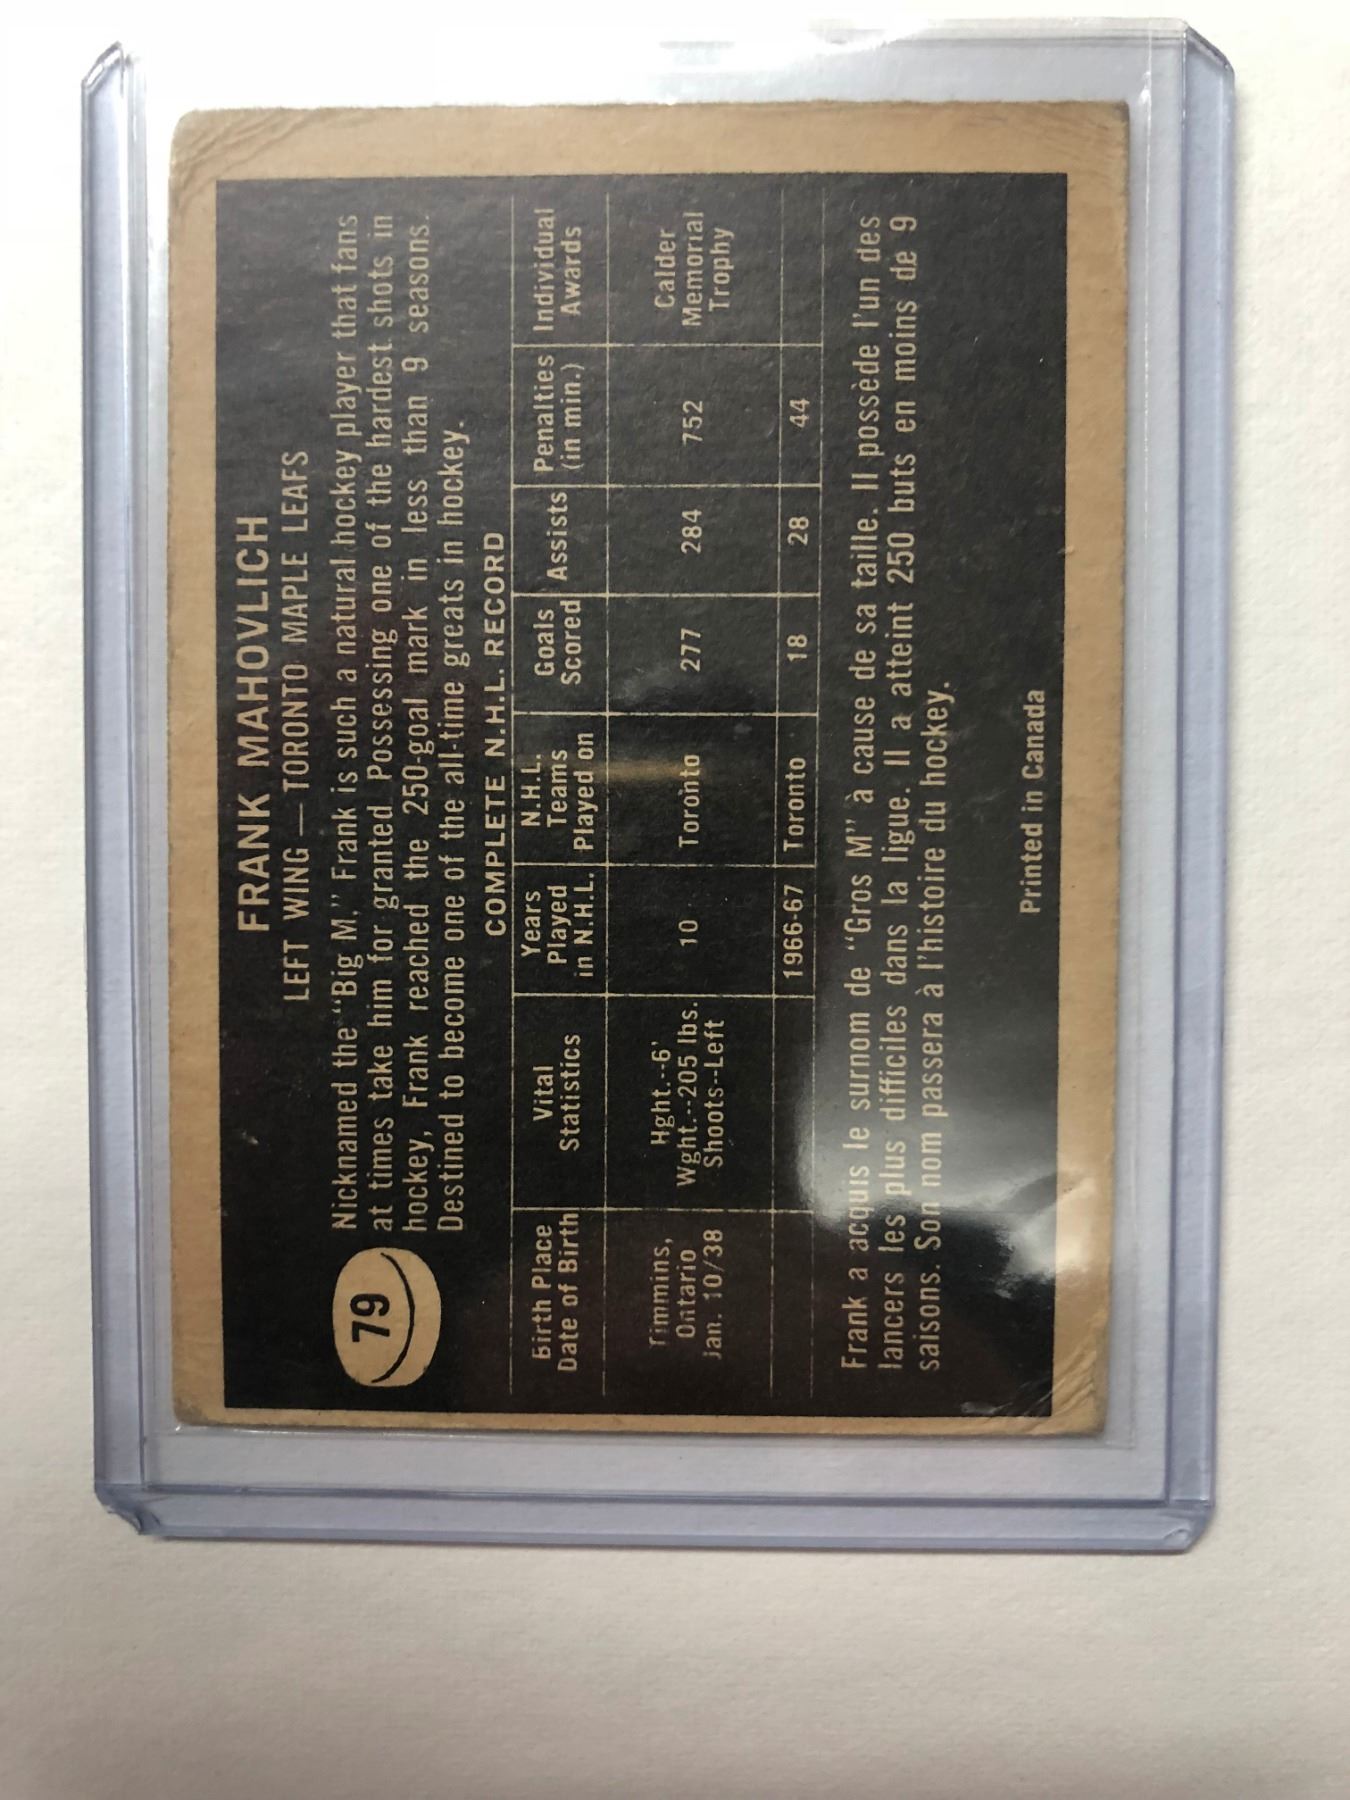 FRANK MAHOVLICH
LEFT WING — TORONTO MAPLE LEAFS
79
Nicknamed the "Big M," Frank is such a natural hockey player that fans
at times take him for granted. Possessing one of the hardest shots in
hockey, Frank reached the 250-goal mark in less than 9 seasons.
Destined to become one of the all-time greats in hockey.
COMPLETE N.H.L. RECORD
Birth Place
Date of Birth
Vital
Statistics
Years
Played
in N.H.L.
N.H.L.
Teams
Played on
Goals
Scored
Assists
Penalties
(in min.)
Individual
Awards
Timmins,
Ontario
Jan. 10/38
Hght.--6'
Wght.--205 lbs.
Shoots--Left
10
Toronto
277
284
752
Calder
Memorial
Trophy
1966-67
Toronto
18
28
44
Frank a acquis le surnom de "Gros M" à cause de sa taille. Il possède l'un des
lancers les plus difficiles dans la ligue. Il a atteint 250 buts en moins de 9
saisons. Son nom passera à l'histoire du hockey.
Printed in Canada